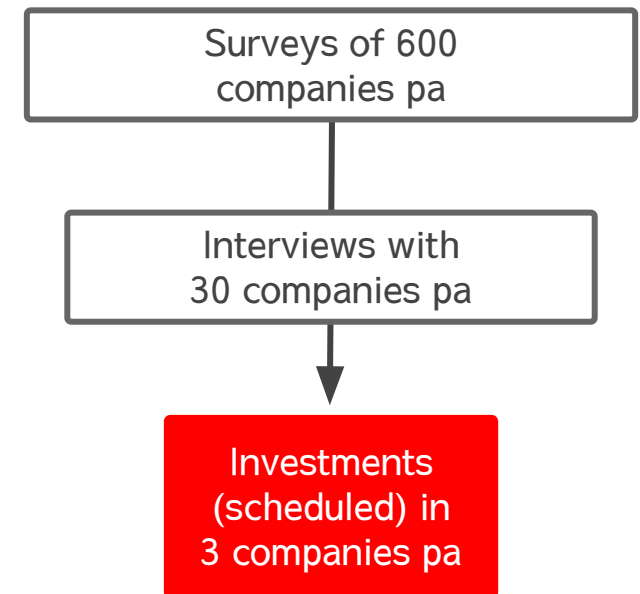 Surveys of 600
companies pa
Interviews with
30 companies pa
Investments
(scheduled) in
3 companies pa